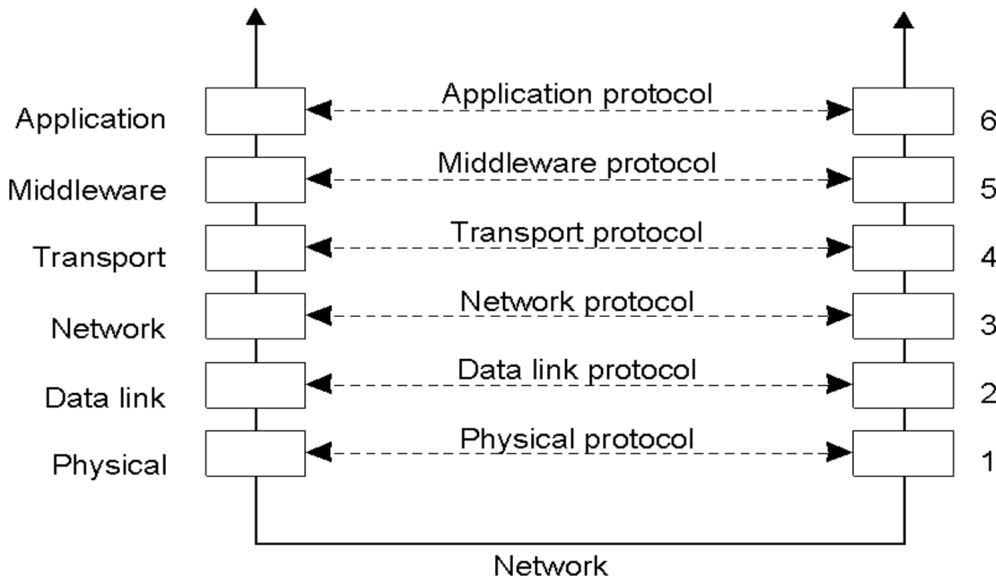 Application
Application protocol
6
Middleware
Middleware protocol
5
Transport
Transport protocol
4
Network
Network protocol
3
Data link
Data link protocol
2
Physical
Physical protocol
1
Network